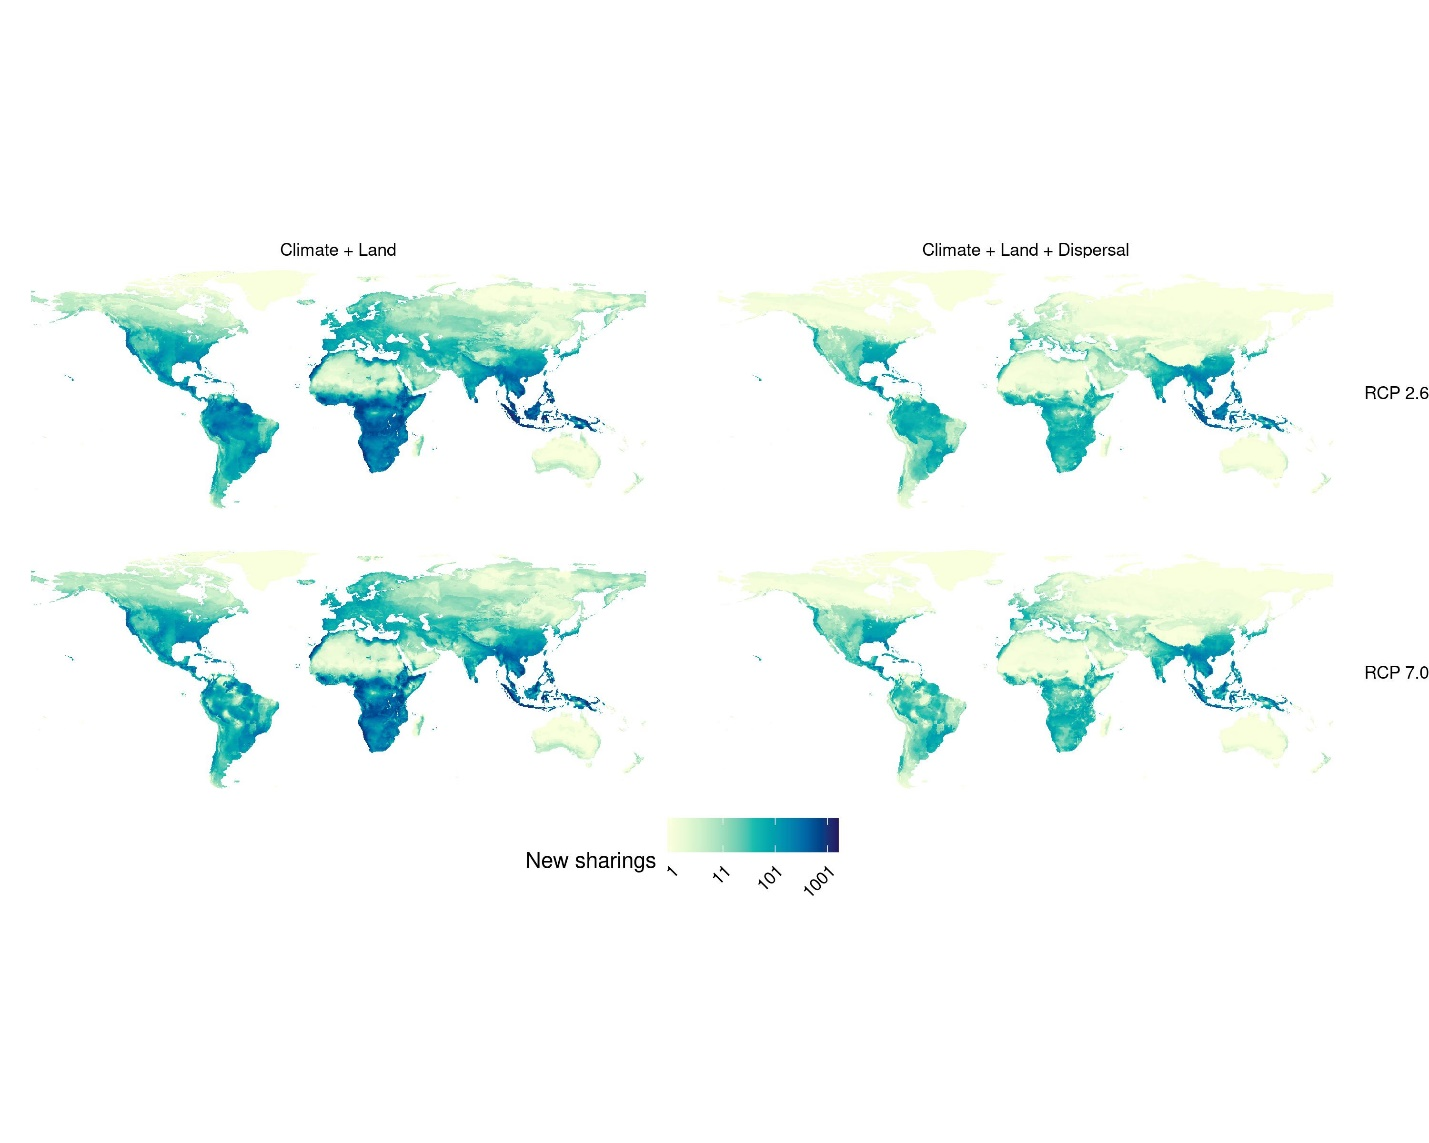 Climate + Land
Climate + Land + Dispersal
RCP 2.6
RCP 7.0
New sharings
1
11
101
1001